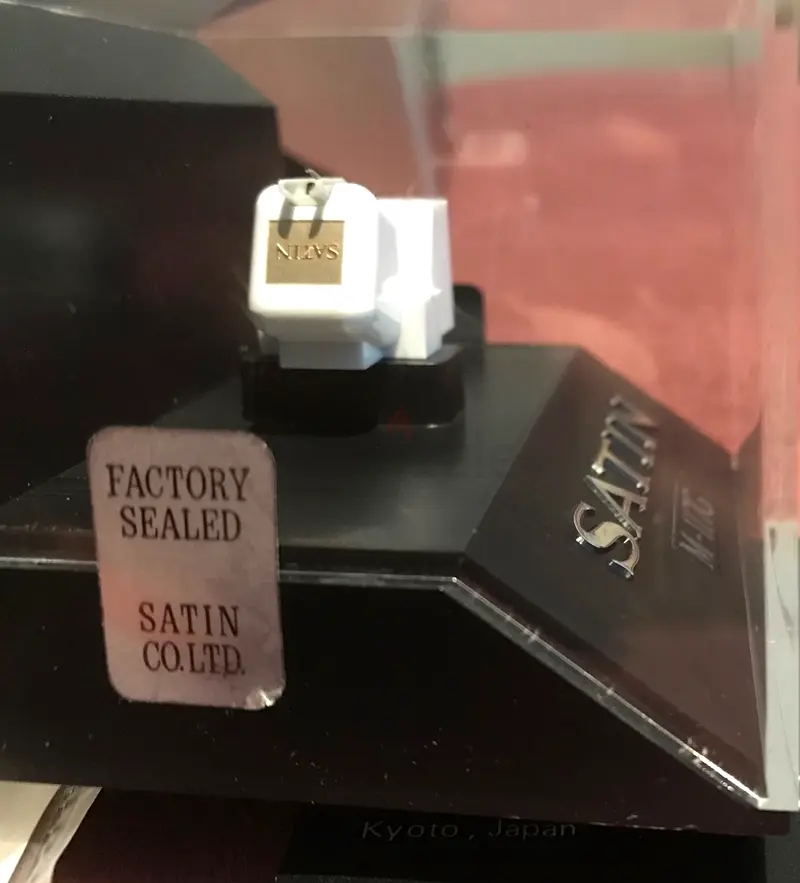 SATIN
FACTORY
SEALED
SATIN
CO.LTD.
SATIN
Kyoto, Japan